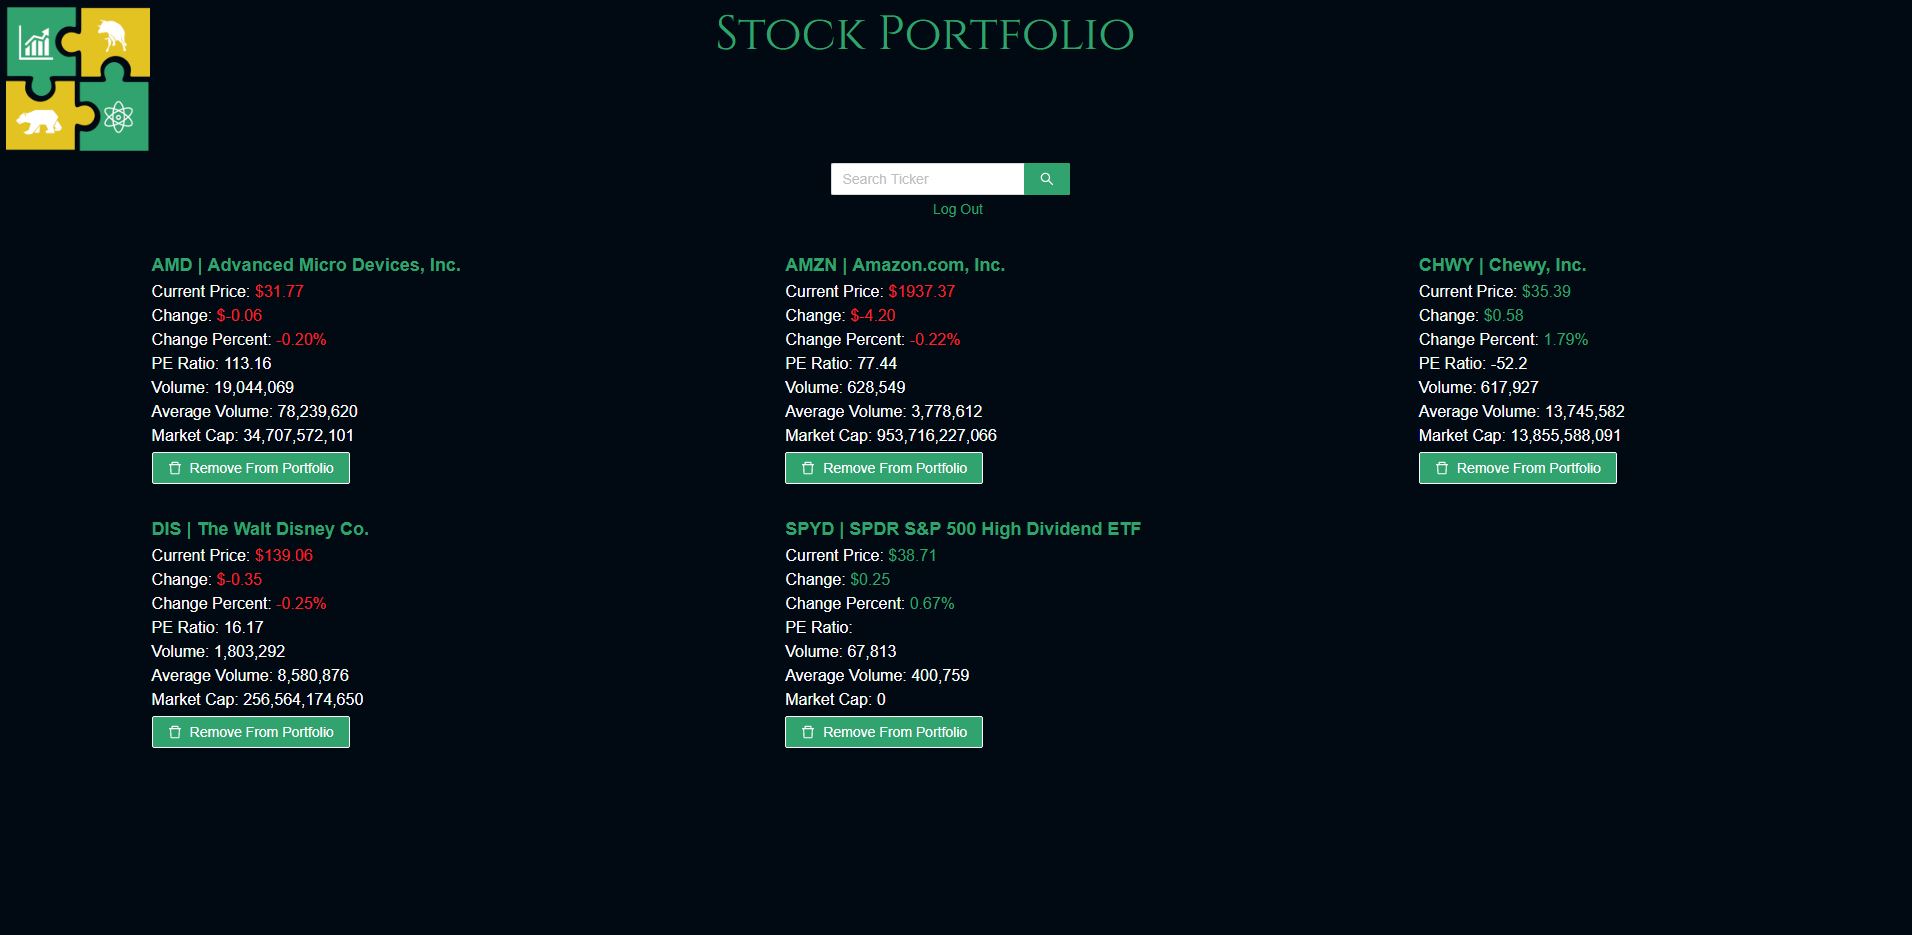 Stock Portfolio
Search Ticker
Log Out
AMD | Advanced Micro Devices, Inc.
Current Price: $31.77
Change: $-0.06
Change Percent: -0.20%
PE Ratio: 113.16
Volume: 19,044,069
Average Volume: 78,239,620
Market Cap: 34,707,572,101
Remove From Portfolio
AMZN | Amazon.com, Inc.
Current Price: $1937.37
Change: $-4.20
Change Percent: -0.22%
PE Ratio: 77.44
Volume: 628,549
Average Volume: 3,778,612
Market Cap: 953,716,227,066
Remove From Portfolio
CHWY | Chewy, Inc.
Current Price: $35.39
Change: $0.58
Change Percent: 1.79%
PE Ratio: -52.2
Volume: 617,927
Average Volume: 13,745,582
Market Cap: 13,855,588,091
Remove From Portfolio
DIS | The Walt Disney Co.
Current Price: $139.06
Change: $-0.35
Change Percent: -0.25%
PE Ratio: 16.17
Volume: 1,803,292
Average Volume: 8,580,876
Market Cap: 256,564,174,650
Remove From Portfolio
SPYD | SPDR S&P 500 High Dividend ETF
Current Price: $38.71
Change: $0.25
Change Percent: 0.67%
PE Ratio:
Volume: 67,813
Average Volume: 400,759
Market Cap: 0
Remove From Portfolio